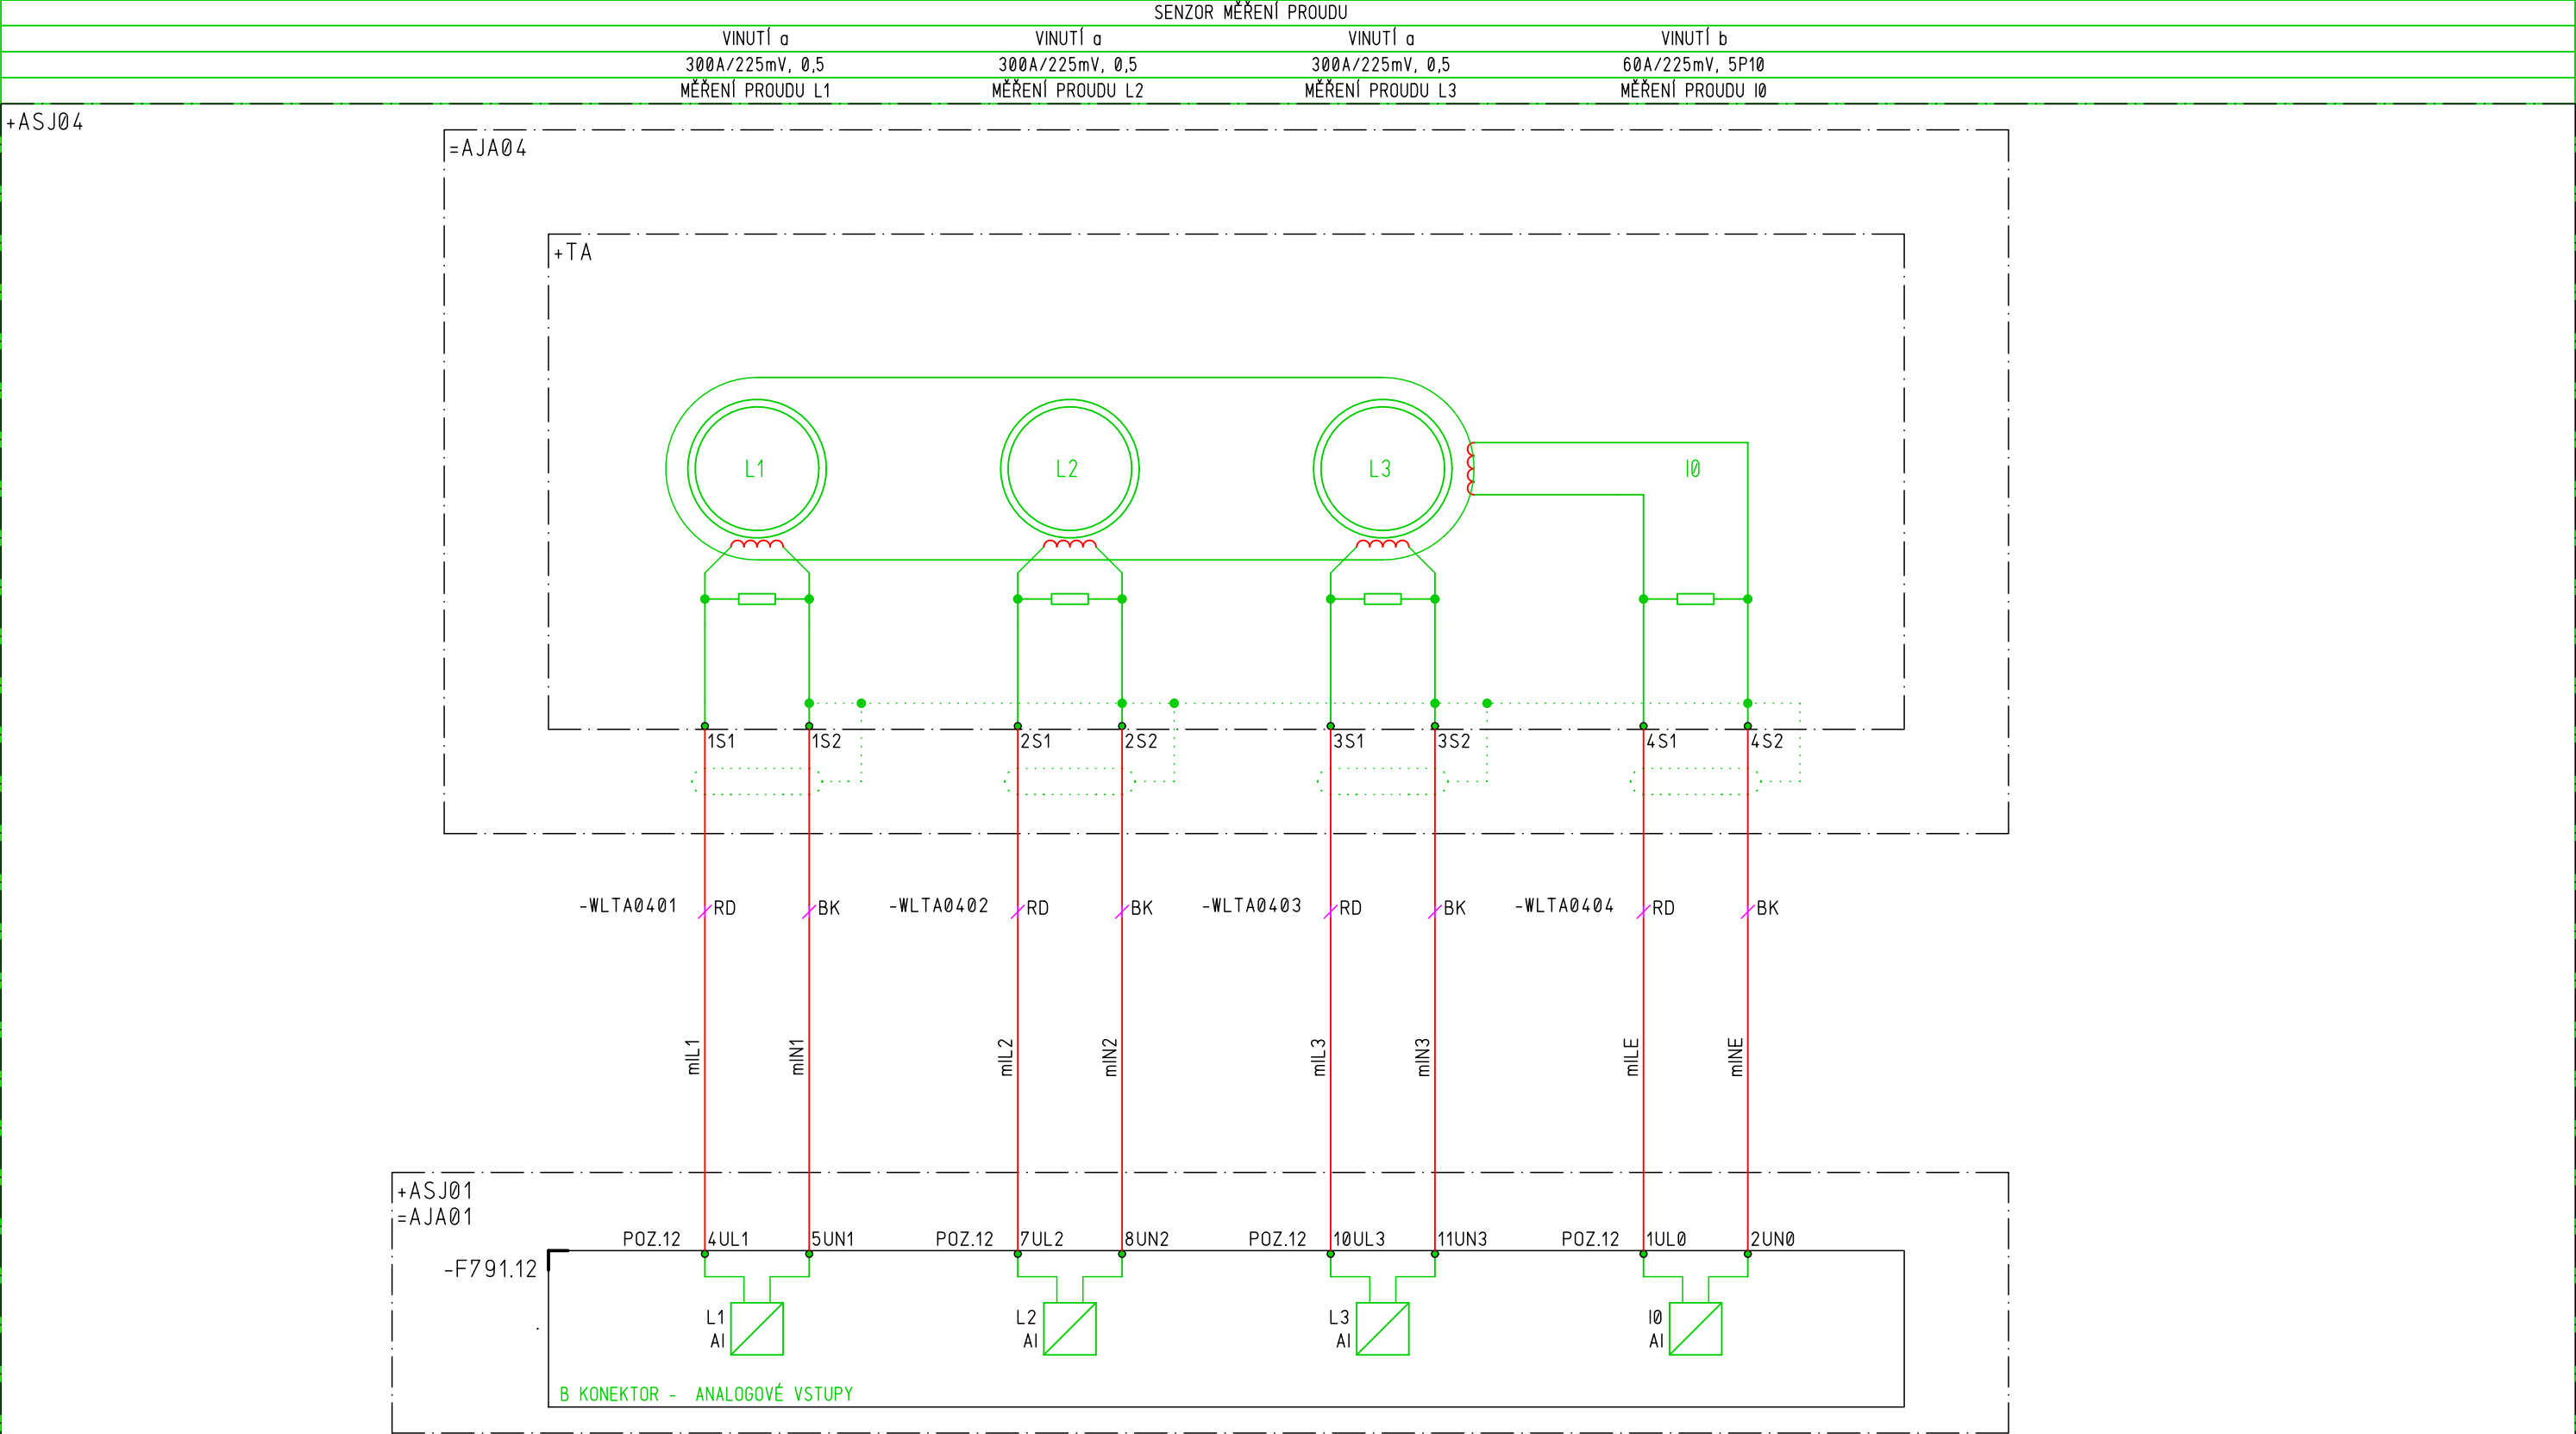 SENZOR MĚŘENÍ PROUDU
VINUTÍ a VINUTÍ a VINUTÍ a VINUTÍ b
300A/225mV, 0,5 300A/225mV, 0,5 300A/225mV, 0,5 60A/225mV, 5P10
MĚŘENÍ PROUDU L1 MĚŘENÍ PROUDU L2 MĚŘENÍ PROUDU L3 MĚŘENÍ PROUDU I0
+ASJ04
=AJA04
+TA
L1 L2 L3 I0
1S1 1S2 2S1 2S2 3S1 3S2 4S1 4S2
-WLTA0401 RD BK -WLTA0402 RD BK -WLTA0403 RD BK -WLTA0404 RD BK
mIL1 mIN1 mIL2 mIN2 mIL3 mIN3 mILE mINE
+ASJ01
=AJA01
POZ.12 4UL1 5UN1 POZ.12 7UL2 8UN2 POZ.12 10UL3 11UN3 POZ.12 1UL0 2UN0
-F791.12
L1 L2 L3 I0
AI AI AI AI
B KONEKTOR - ANALOGOVÉ VSTUPY